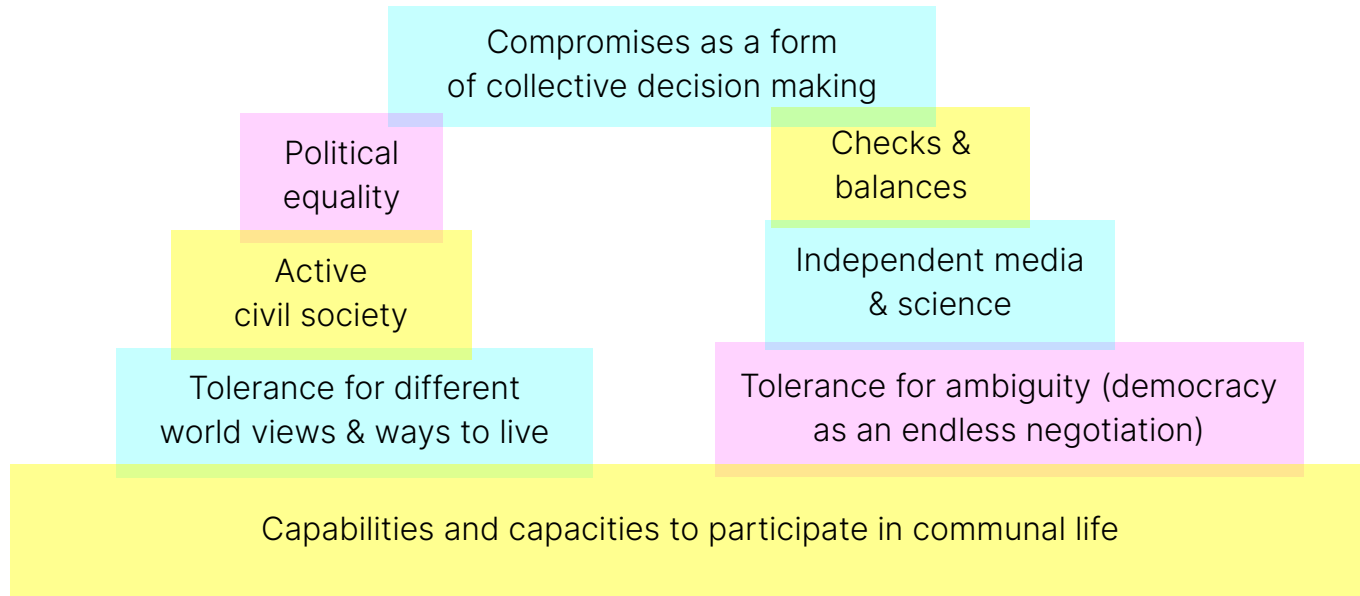 Compromises as a form
of collective decision making
Political
equality
Checks &
balances
Active
civil society
Independent media
& science
Tolerance for different
world views & ways to live
Tolerance for ambiguity (democracy
as an endless negotiation)
Capabilities and capacities to participate in communal life